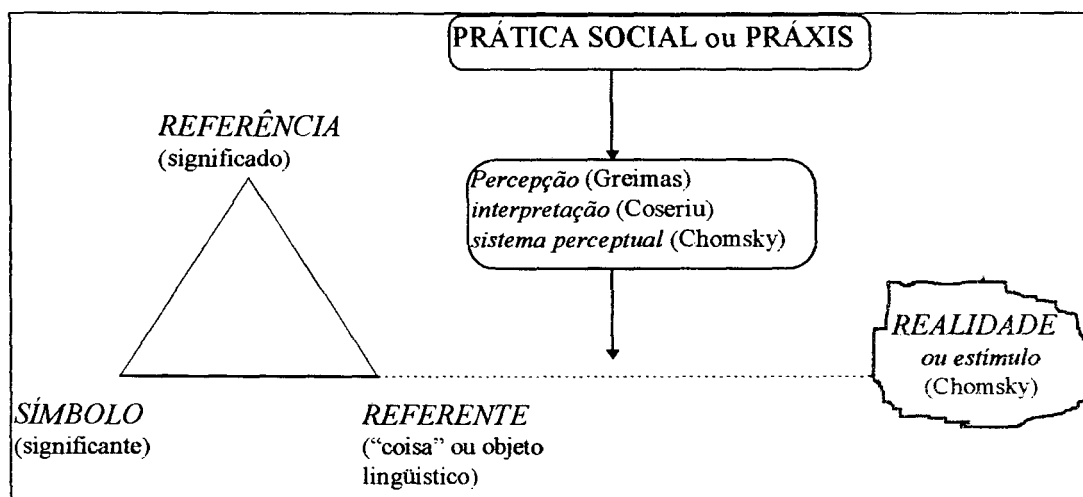 PRÁTICA SOCIAL ou PRÁXIS
REFERÊNCIA
(significado)
Percepção (Greimas)
interpretação (Coseriu)
sistema perceptual (Chomsky)
REALIDADE
ou estímulo
(Chomsky)
SÍMBOLO
(significante)
REFERENTE
(“coisa” ou objeto
lingüistico)